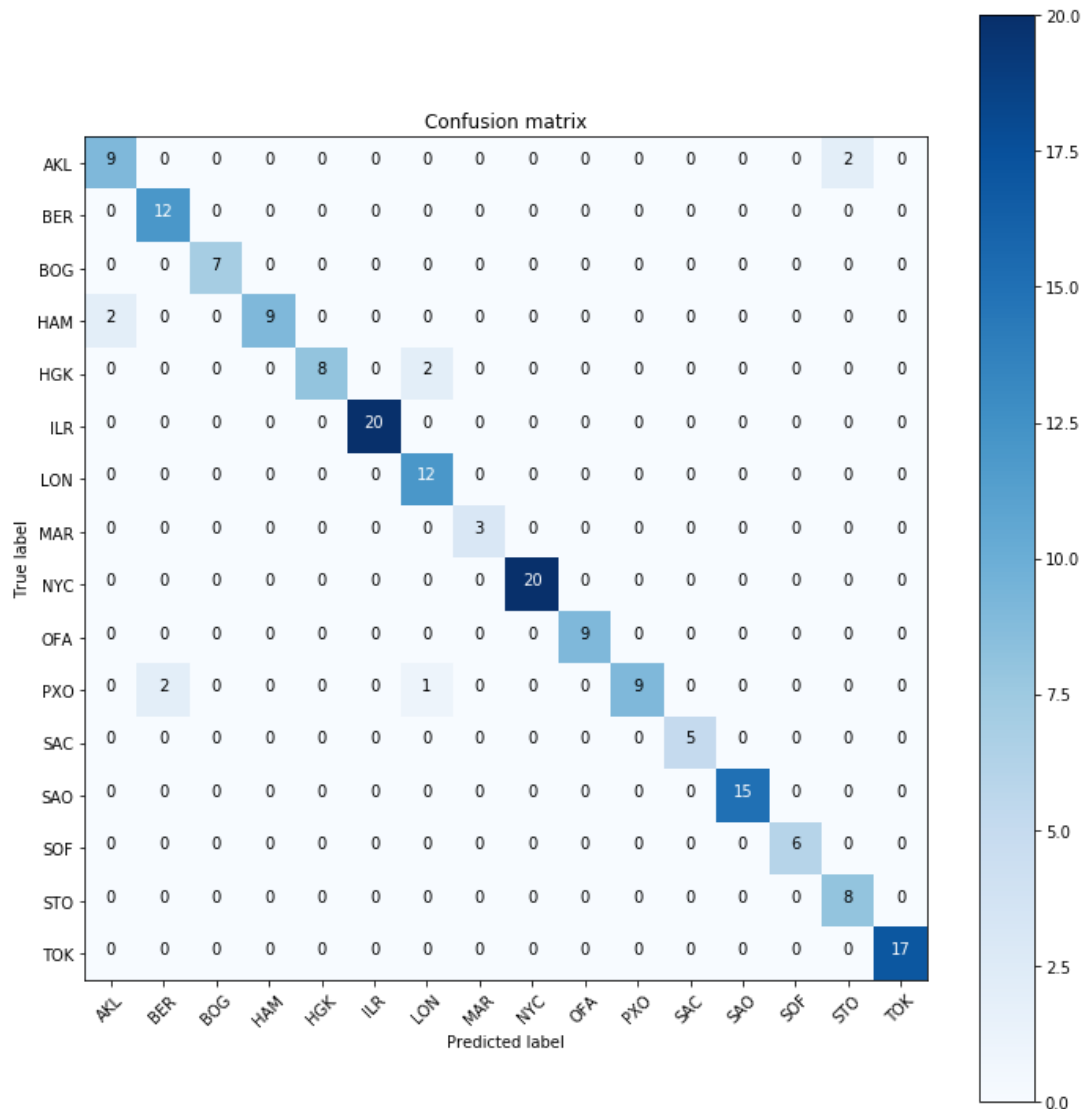 Confusion matrix
AKL 9 0 0 0 0 0 0 0 0 0 0 0 0 0 2 0
BER 0 12 0 0 0 0 0 0 0 0 0 0 0 0 0 0
BOG 0 0 7 0 0 0 0 0 0 0 0 0 0 0 0 0
HAM 2 0 0 9 0 0 0 0 0 0 0 0 0 0 0 0
HGK 0 0 0 0 8 0 2 0 0 0 0 0 0 0 0 0
ILR 0 0 0 0 0 20 0 0 0 0 0 0 0 0 0 0
LON 0 0 0 0 0 0 12 0 0 0 0 0 0 0 0 0
MAR 0 0 0 0 0 0 0 3 0 0 0 0 0 0 0 0
NYC 0 0 0 0 0 0 0 0 20 0 0 0 0 0 0 0
OFA 0 0 0 0 0 0 0 0 0 9 0 0 0 0 0 0
PXO 0 2 0 0 0 0 1 0 0 0 9 0 0 0 0 0
SAC 0 0 0 0 0 0 0 0 0 0 0 5 0 0 0 0
SAO 0 0 0 0 0 0 0 0 0 0 0 0 15 0 0 0
SOF 0 0 0 0 0 0 0 0 0 0 0 0 0 6 0 0
STO 0 0 0 0 0 0 0 0 0 0 0 0 0 0 8 0
TOK 0 0 0 0 0 0 0 0 0 0 0 0 0 0 0 17
AKL BER BOG HAM HGK ILR LON MAR NYC OFA PXO SAC SAO SOF STO TOK
Predicted label
True label
20.0
17.5
15.0
12.5
10.0
7.5
5.0
2.5
0.0